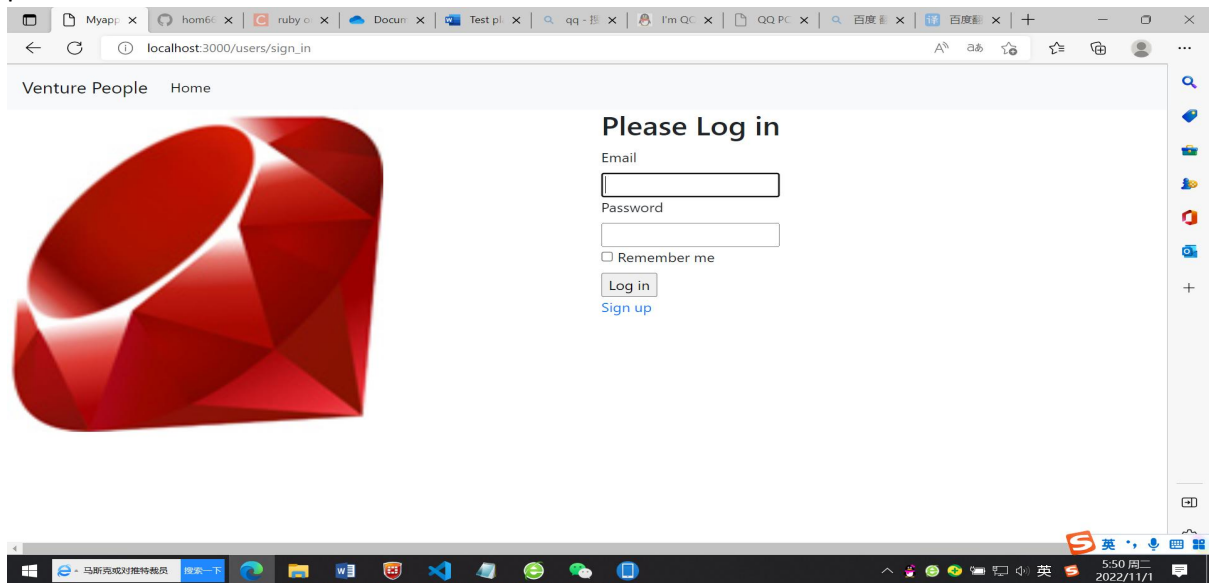 Myapp
hom66
ruby o
Docum
Test pl
qq - 搜
I'm QC
QQ PC
百度
百度翻
localhost:3000/users/sign_in
Venture People Home
Please Log in
Email
Password
Remember me
Log in
Sign up
英
马斯克或对推特裁员 搜索一下
英
5:50 周二
2022/11/1